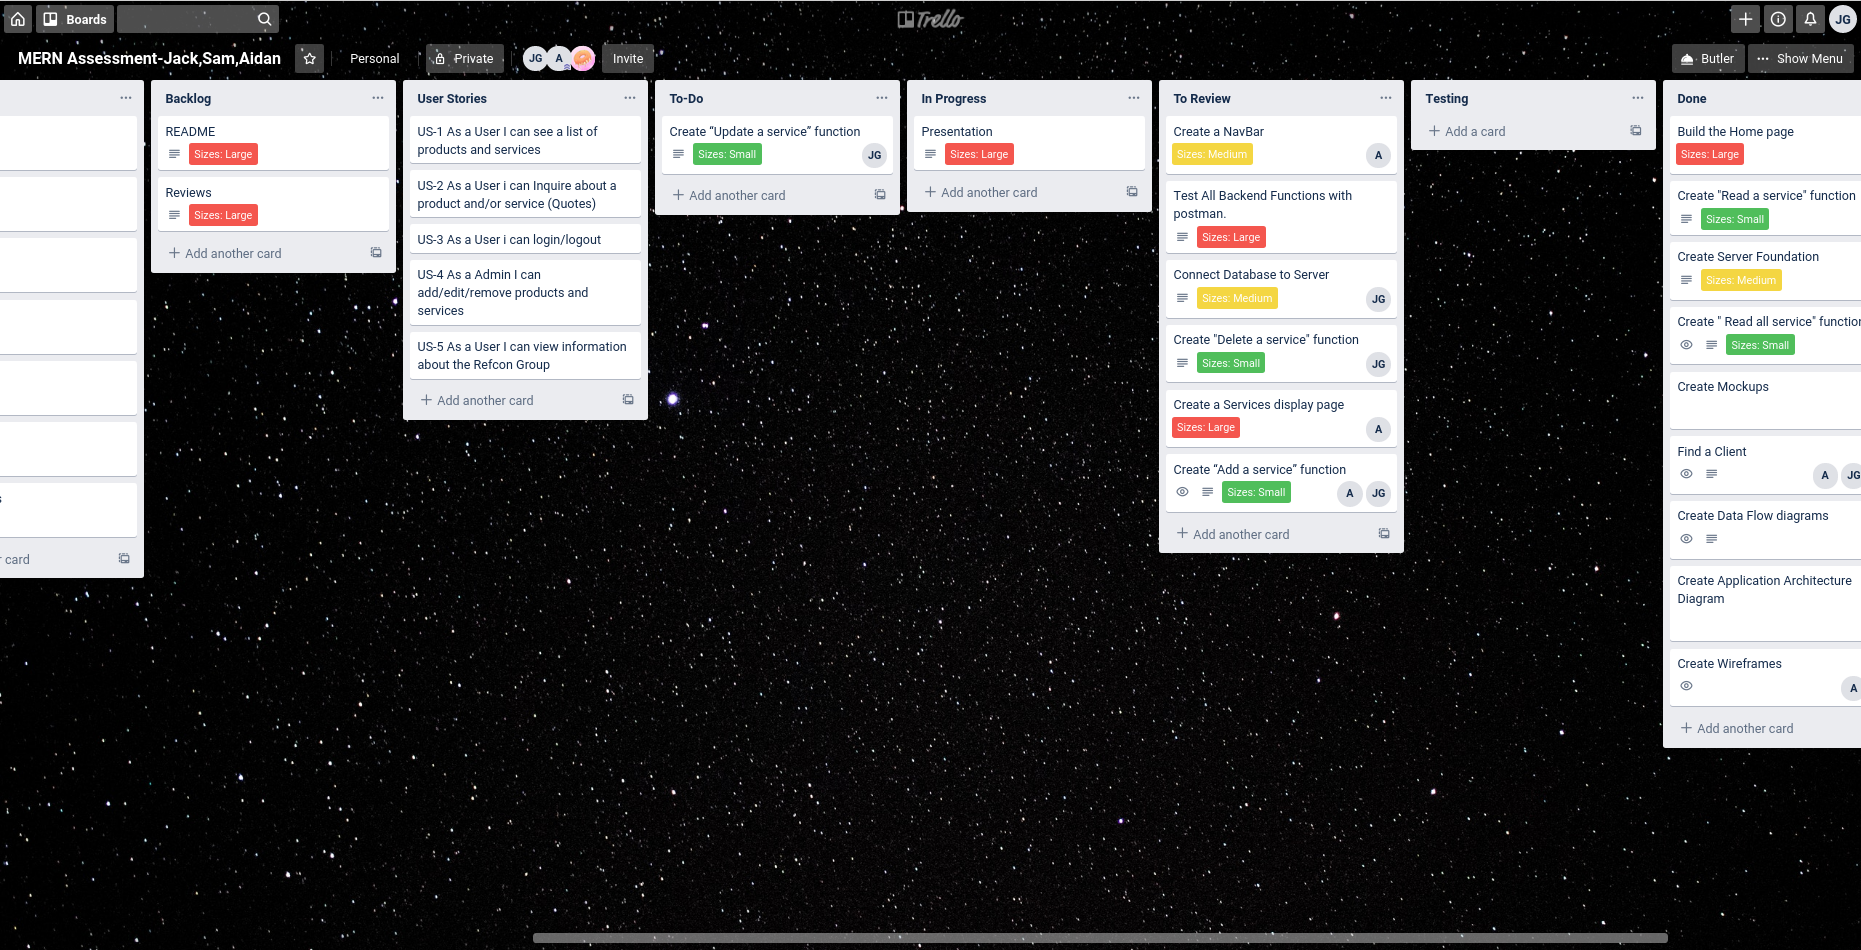 Boards
Trello
JG
MERN Assessment-Jack,Sam,Aidan
Personal
Private
JG
A
Invite
Butler
Show Menu
s
r card
Backlog
README
Sizes: Large
Reviews
Sizes: Large
Add another card
User Stories
US-1 As a User I can see a list of
products and services
US-2 As a User i can Inquire about a
product and/or service (Quotes)
US-3 As a User i can login/logout
US-4 As a Admin I can
add/edit/remove products and
services
US-5 As a User I can view information
about the Refcon Group
Add another card
To-Do
Create “Update a service” function
Sizes: Small
JG
Add another card
In Progress
Presentation
Sizes: Large
Add another card
To Review
Create a NavBar
Sizes: Medium
A
Test All Backend Functions with
postman.
Sizes: Large
Connect Database to Server
Sizes: Medium
JG
Create "Delete a service" function
Sizes: Small
JG
Create a Services display page
Sizes: Large
A
Create “Add a service” function
Sizes: Small
A
JG
Add another card
Testing
Add a card
Done
Build the Home page
Sizes: Large
Create "Read a service" function
Sizes: Small
Create Server Foundation
Sizes: Medium
Create " Read all service" function
Sizes: Small
Create Mockups
Find a Client
A
JG
Create Data Flow diagrams
Create Application Architecture
Diagram
Create Wireframes
A
Add another card